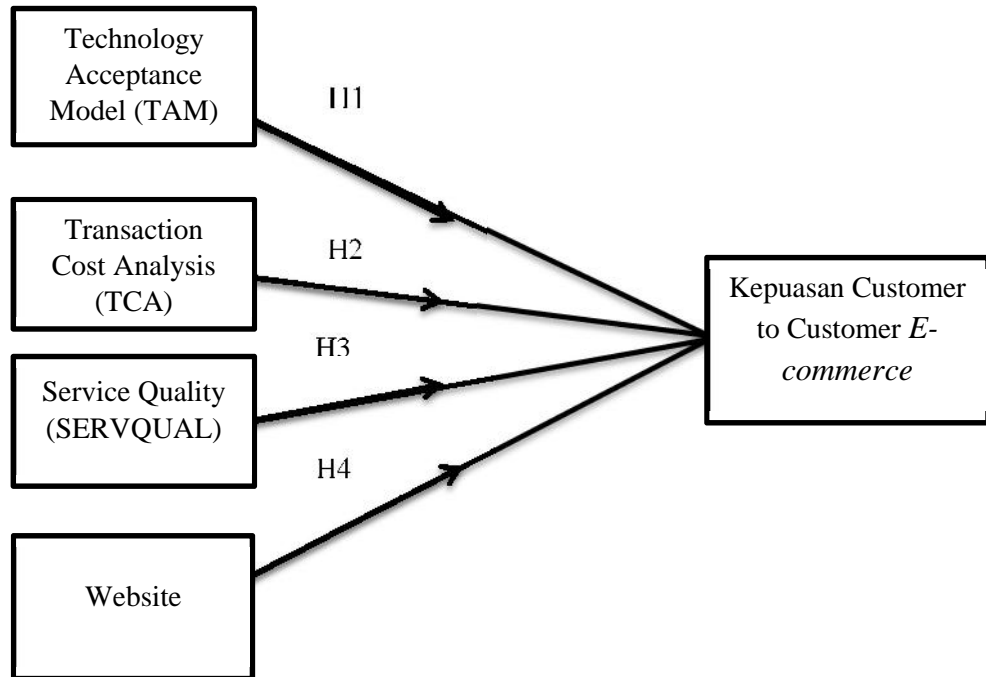 Technology
Acceptance
Model (TAM)
H1
Transaction
Cost Analysis
(TCA)
H2
Kepuasan Customer
to Customer E-
commerce
H3
Service Quality
(SERVQUAL)
H4
Website